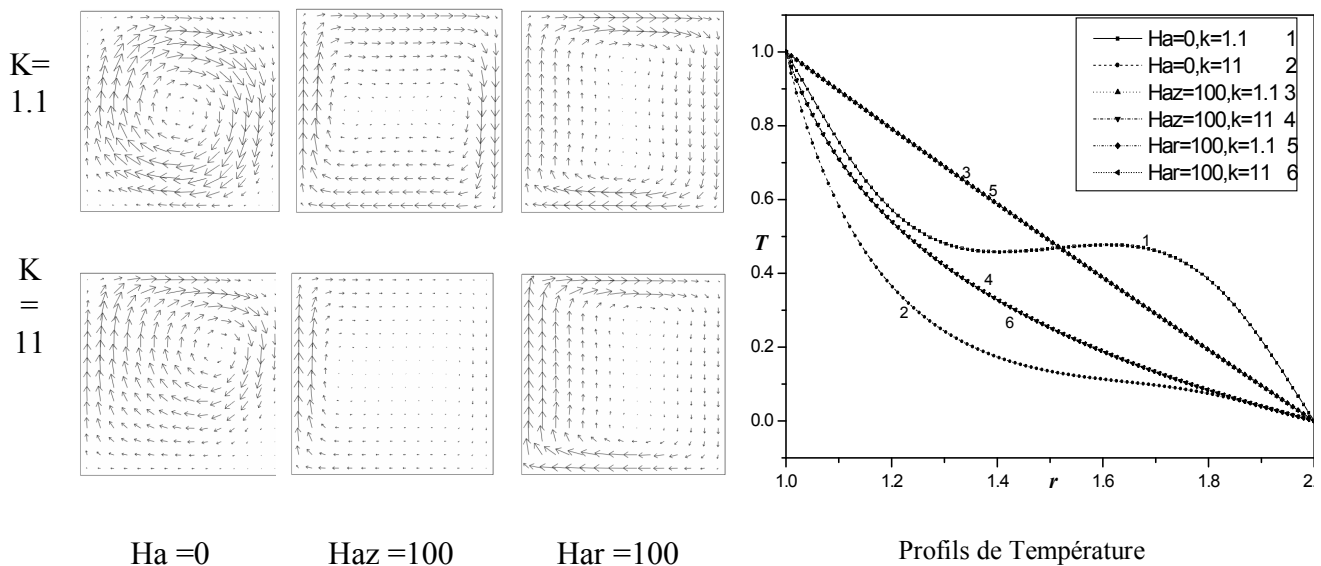 K=
1.1
K
=
11
Ha =0
Haz =100
Har =100
1.0
0.8
0.6
0.4
0.2
0.0
T
1.0
1.2
1.4
1.6
1.8
2.
r
Ha=0,k=1.1 1
Ha=0,k=11 2
Haz=100,k=1.1 3
Haz=100,k=11 4
Har=100,k=1.1 5
Har=100,k=11 6
3
5
1
4
2
6
Profils de Température